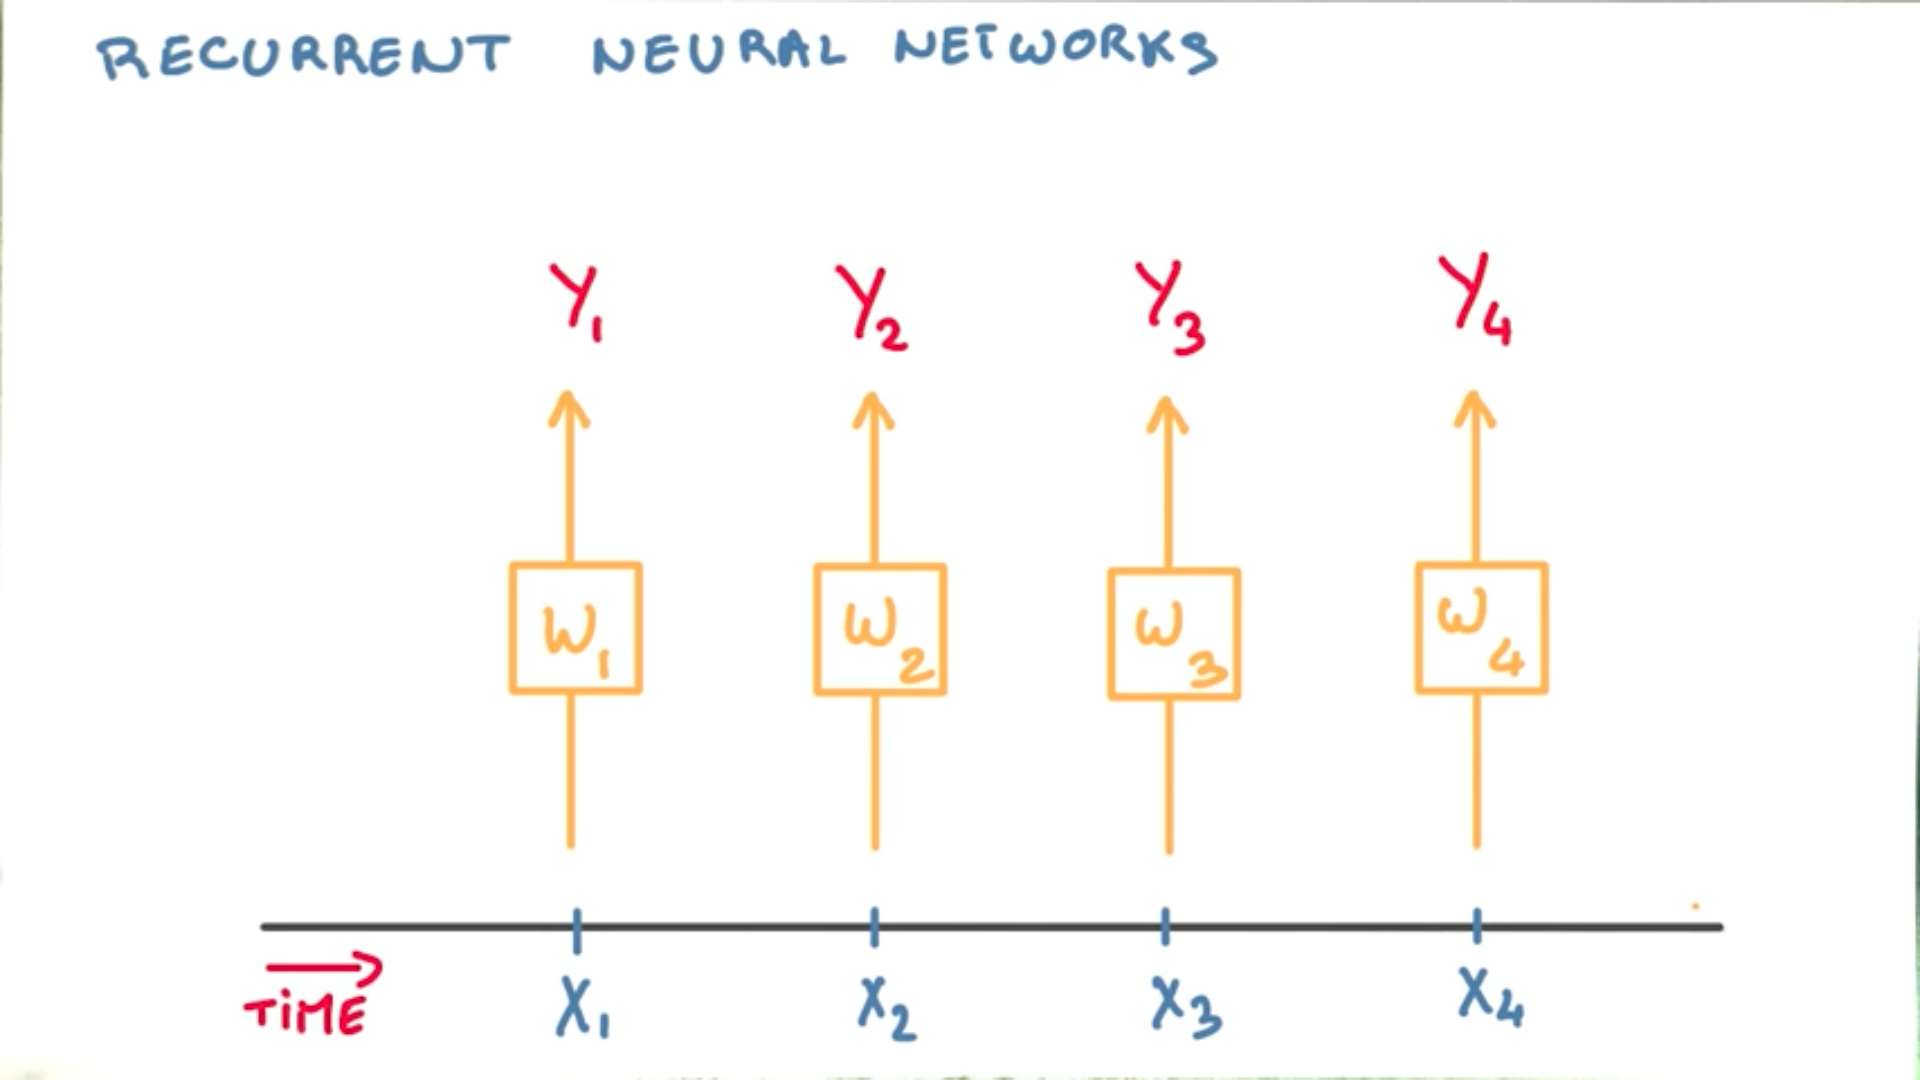 RECURRENT NEURAL NETWORKS
Y1 Y2 Y3 Y4
W1 W2 W3 W4
TiME X1 X2 X3 X4